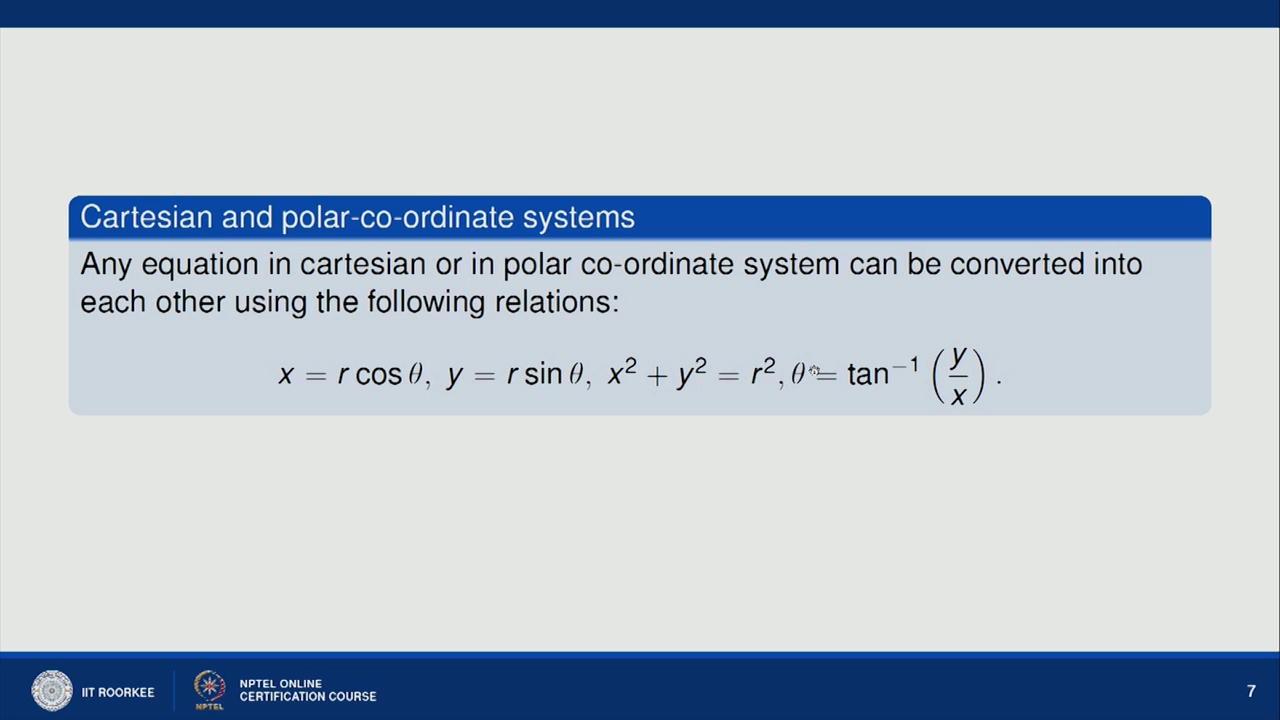 Cartesian and polar-co-ordinate systems
Any equation in cartesian or in polar co-ordinate system can be converted into
each other using the following relations:
x = r cos θ, y = r sin θ, x² + y² = r², θ = tan⁻¹ (y/x).
IIT ROORKEE
NPTEL
NPTEL ONLINE
CERTIFICATION COURSE
7